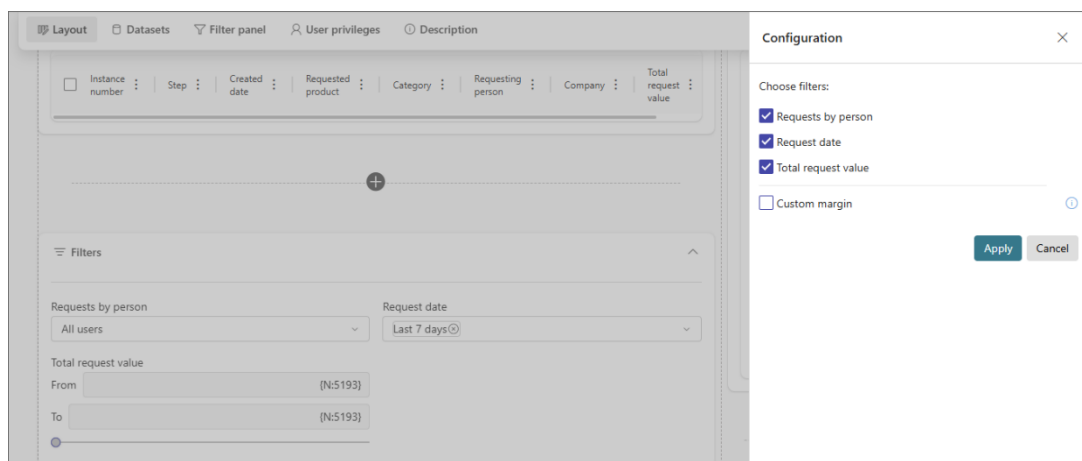 Layout Datasets Filter panel User privileges Description
Instance number Step Created date Requested product Category Requesting person Company Total request value
Filters
Requests by person Request date
All users Last 7 days
Total request value
From {N:5193}
To {N:5193}
Configuration
Choose filters:
Requests by person
Request date
Total request value
Custom margin
Apply Cancel